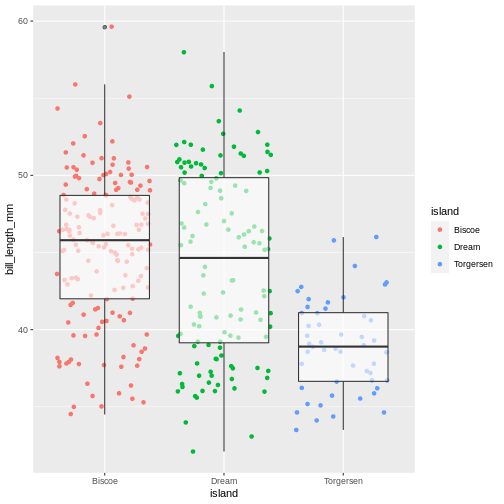 60
50
40
bill_length_mm
Biscoe
Dream
Torgersen
island
island
Biscoe
Dream
Torgersen